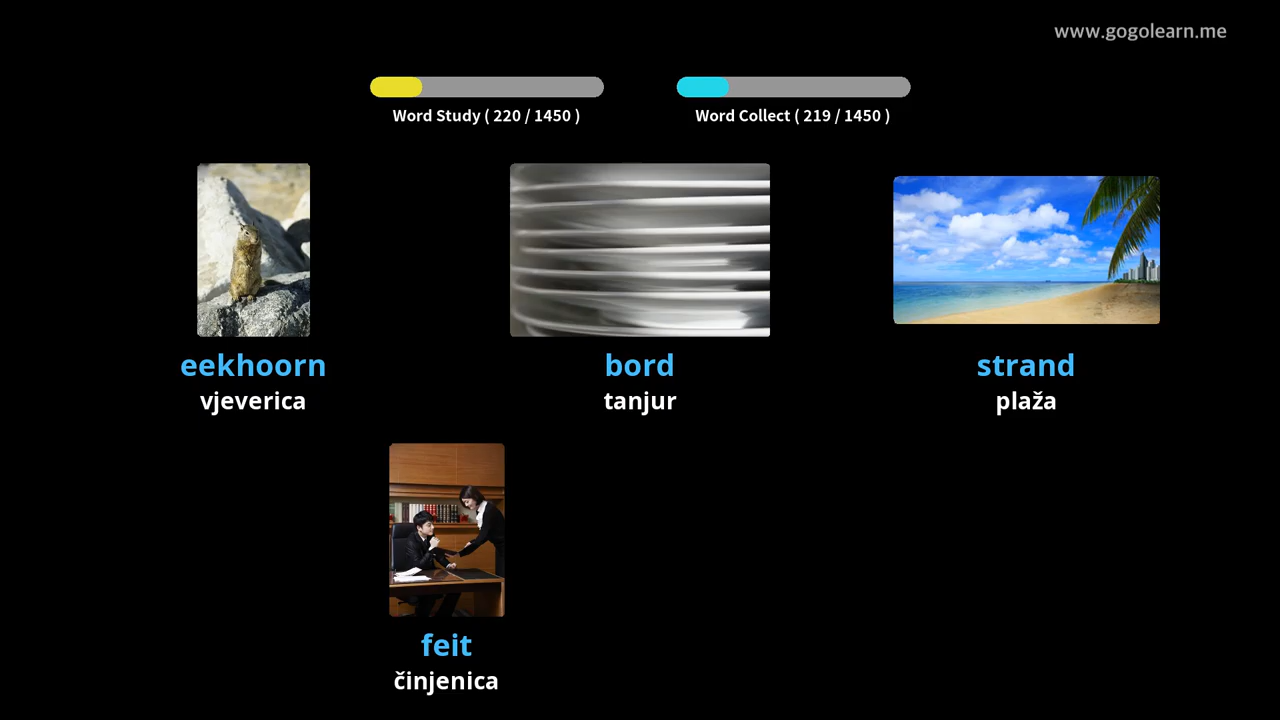 www.gogolearn.me
Word Study ( 220 / 1450 )
Word Collect ( 219 / 1450 )
eekhoorn
vjeverica
bord
tanjur
strand
plaža
feit
činjenica